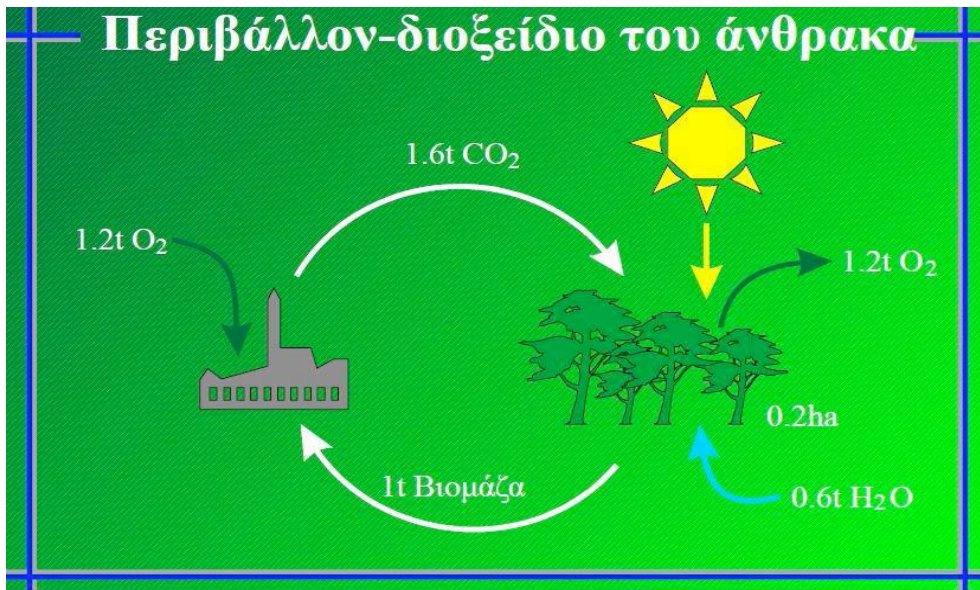 Περιβάλλον-διοξείδιο του άνθρακα
1.6t CO₂
1.2t O₂
1.2t O₂
0.2ha
1t Βιομάζα
0.6t H₂O